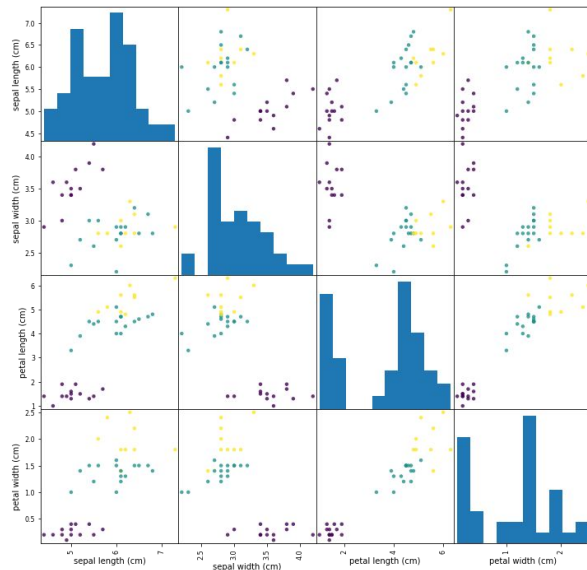 7.0
6.5
6.0
5.5
5.0
4.5
sepal length (cm)
4.0
3.5
3.0
2.5
sepal width (cm)
6
5
4
3
2
1
petal length (cm)
2.5
2.0
1.5
1.0
0.5
petal width (cm)
5 6 7
2.5 3.0 3.5 4.0
2 4 6
1 2
sepal length (cm) sepal width (cm) petal length (cm) petal width (cm)